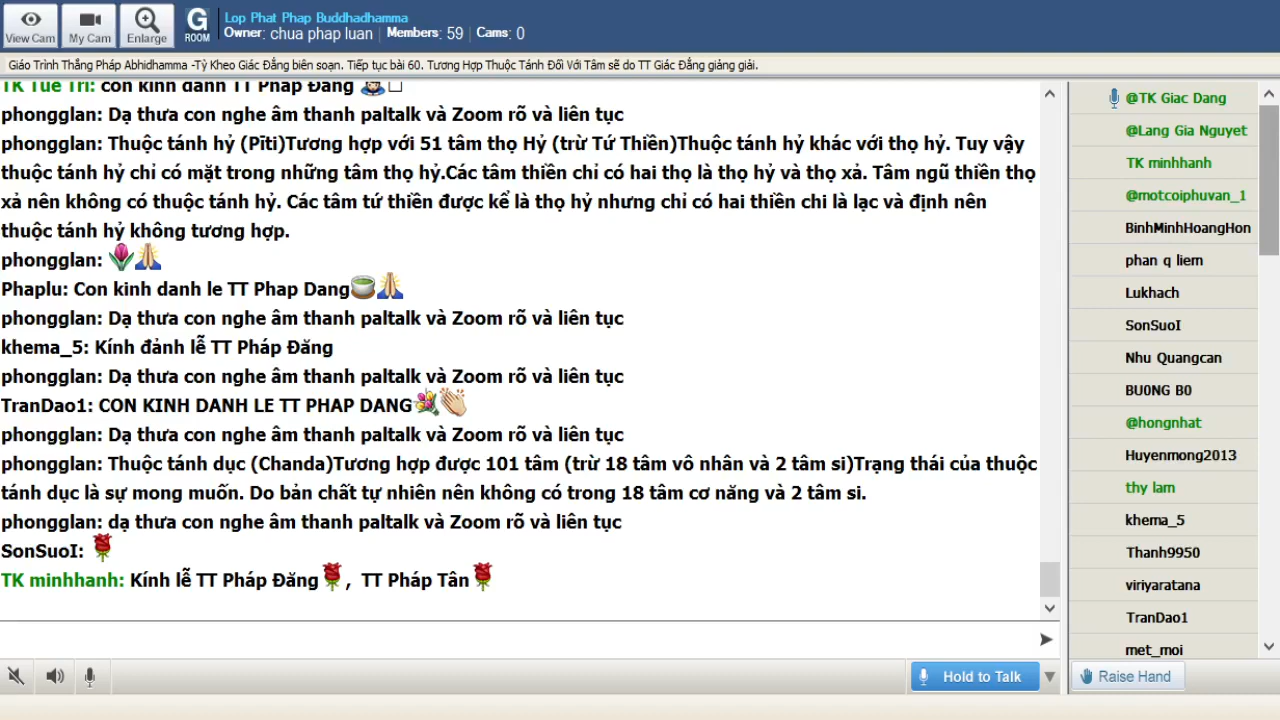 View Cam
My Cam
Enlarge
G
ROOM
Lop Phat Phap Buddhadhamma
Owner: chua phap luan | Members: 59 | Cams: 0
Giáo Trình Thắng Pháp Abhidhamma -Tỳ Kheo Giác Đẳng biên soạn. Tiếp tục bài 60. Tương Hợp Thuộc Tánh Đối Với Tâm sẽ do TT Giác Đẳng giảng giải.
TK Tue Tri: con kính đảnh TT Pháp Đăng
phongglan: Dạ thưa con nghe âm thanh paltalk và Zoom rõ và liên tục
phongglan: Thuộc tánh hỷ (Pīti)Tương hợp với 51 tâm thọ Hỷ (trừ Tứ Thiền)Thuộc tánh hỷ khác với thọ hỷ. Tuy vậy
thuộc tánh hỷ chỉ có mặt trong những tâm thọ hỷ.Các tâm thiền chỉ có hai thọ là thọ hỷ và thọ xả. Tâm ngũ thiền thọ
xả nên không có thuộc tánh hỷ. Các tâm tứ thiền được kể là thọ hỷ nhưng chỉ có hai thiền chi là lạc và định nên
thuộc tánh hỷ không tương hợp.
phongglan:
Phaplu: Con kinh danh le TT Phap Dang
phongglan: Dạ thưa con nghe âm thanh paltalk và Zoom rõ và liên tục
khema_5: Kính đảnh lễ TT Pháp Đăng
phongglan: Dạ thưa con nghe âm thanh paltalk và Zoom rõ và liên tục
TranDao1: CON KINH DANH LE TT PHAP DANG
phongglan: Dạ thưa con nghe âm thanh paltalk và Zoom rõ và liên tục
phongglan: Thuộc tánh dục (Chanda)Tương hợp được 101 tâm (trừ 18 tâm vô nhân và 2 tâm si)Trạng thái của thuộc
tánh dục là sự mong muốn. Do bản chất tự nhiên nên không có trong 18 tâm cơ năng và 2 tâm si.
phongglan: dạ thưa con nghe âm thanh paltalk và Zoom rõ và liên tục
SonSuoI:
TK minhhanh: Kính lễ TT Pháp Đăng, TT Pháp Tân
@TK Giac Dang
@Lang Gia Nguyet
TK minhhanh
@motcoiphuvan_1
BinhMinhHoangHon
phan q liem
Lukhach
SonSuoI
Nhu Quangcan
BU0NG B0
@hongnhat
Huyenmong2013
thy lam
khema_5
Thanh9950
viriyaratana
TranDao1
met_moi
Hold to Talk
Raise Hand